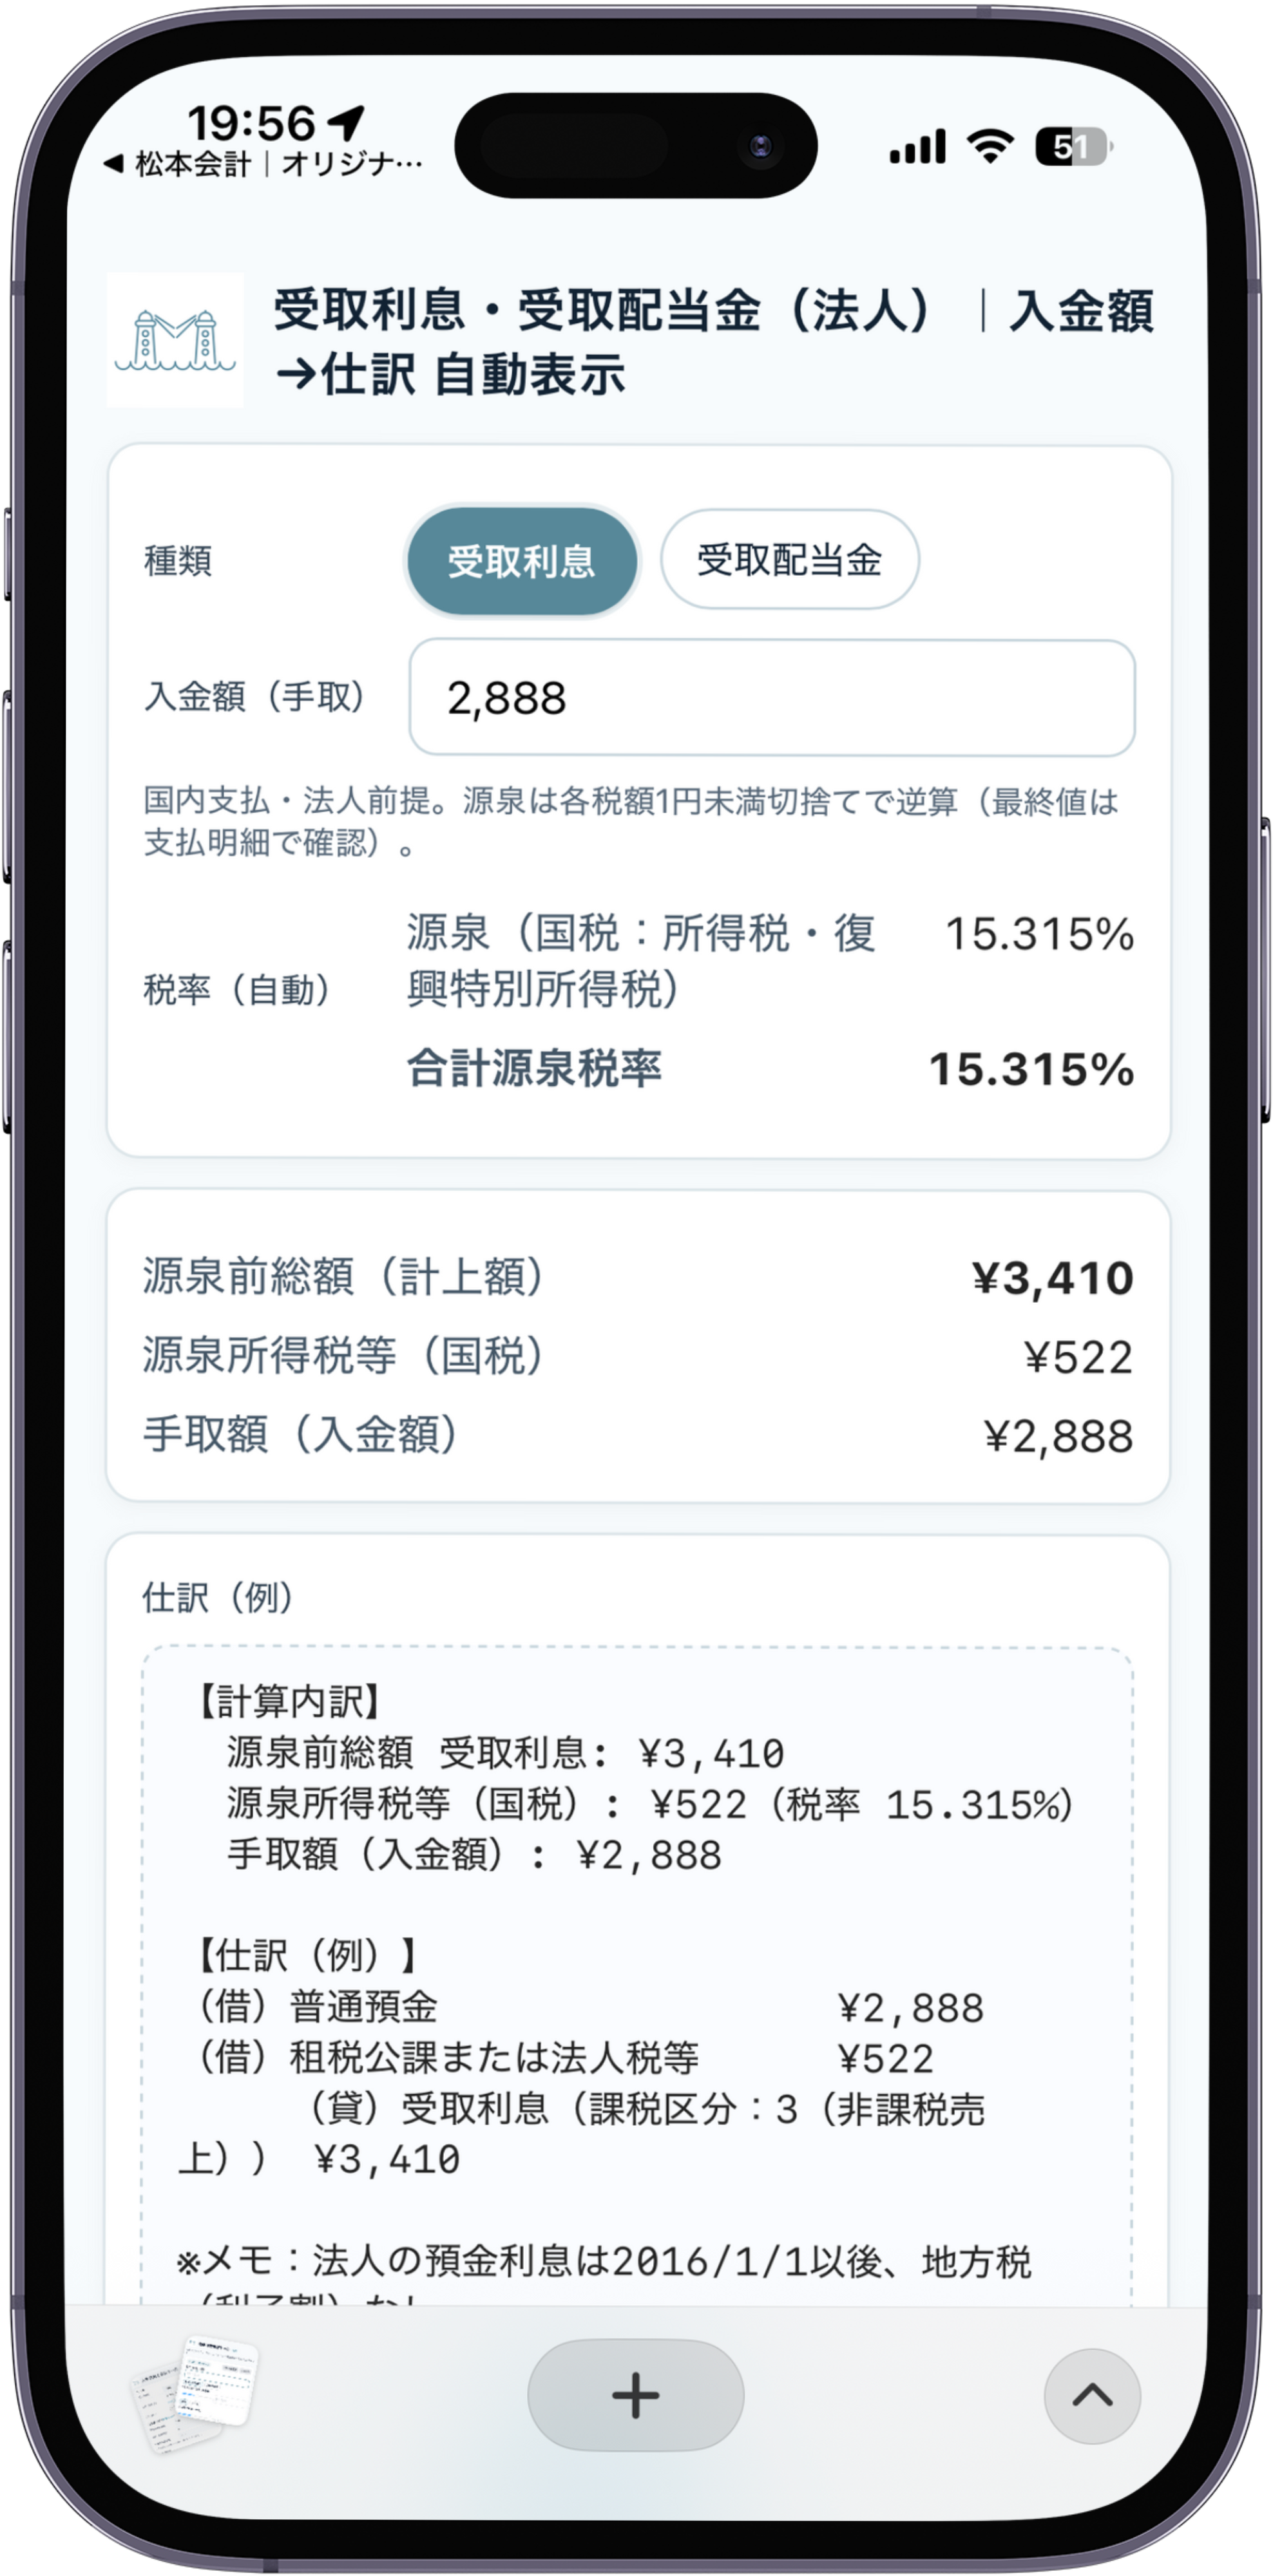 19:56
◀ 松本会計｜オリジナ…
51
受取利息・受取配当金（法人）｜入金額
→仕訳 自動表示
種類
受取利息
受取配当金
入金額（手取）
2,888
国内支払・法人前提。源泉は各税額1円未満切捨てで逆算（最終値は
支払明細で確認）。
税率（自動）
源泉（国税：所得税・復
興特別所得税）
15.315%
合計源泉税率
15.315%
源泉前総額（計上額）
¥3,410
源泉所得税等（国税）
¥522
手取額（入金額）
¥2,888
仕訳（例）
【計算内訳】
源泉前総額 受取利息: ¥3,410
源泉所得税等（国税）: ¥522（税率 15.315%）
手取額（入金額）: ¥2,888
【仕訳（例）】
（借）普通預金 ¥2,888
（借）租税公課または法人税等 ¥522
（貸）受取利息（課税区分：3（非課税売
上）） ¥3,410
※メモ：法人の預金利息は2016/1/1以後、地方税